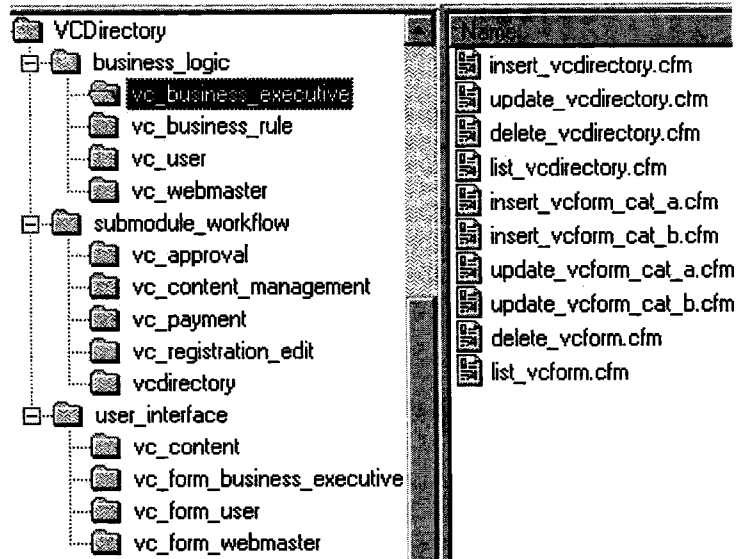 VCDirectory
business_logic
vc_business_executive
vc_business_rule
vc_user
vc_webmaster
submodule_workflow
vc_approval
vc_content_management
vc_payment
vc_registration_edit
vcdirectory
user_interface
vc_content
vc_form_business_executive
vc_form_user
vc_form_webmaster
Name
insert_vcdirectory.cfm
update_vcdirectory.cfm
delete_vcdirectory.cfm
list_vcdirectory.cfm
insert_vcform_cat_a.cfm
insert_vcform_cat_b.cfm
update_vcform_cat_a.cfm
update_vcform_cat_b.cfm
delete_vcform.cfm
list_vcform.cfm